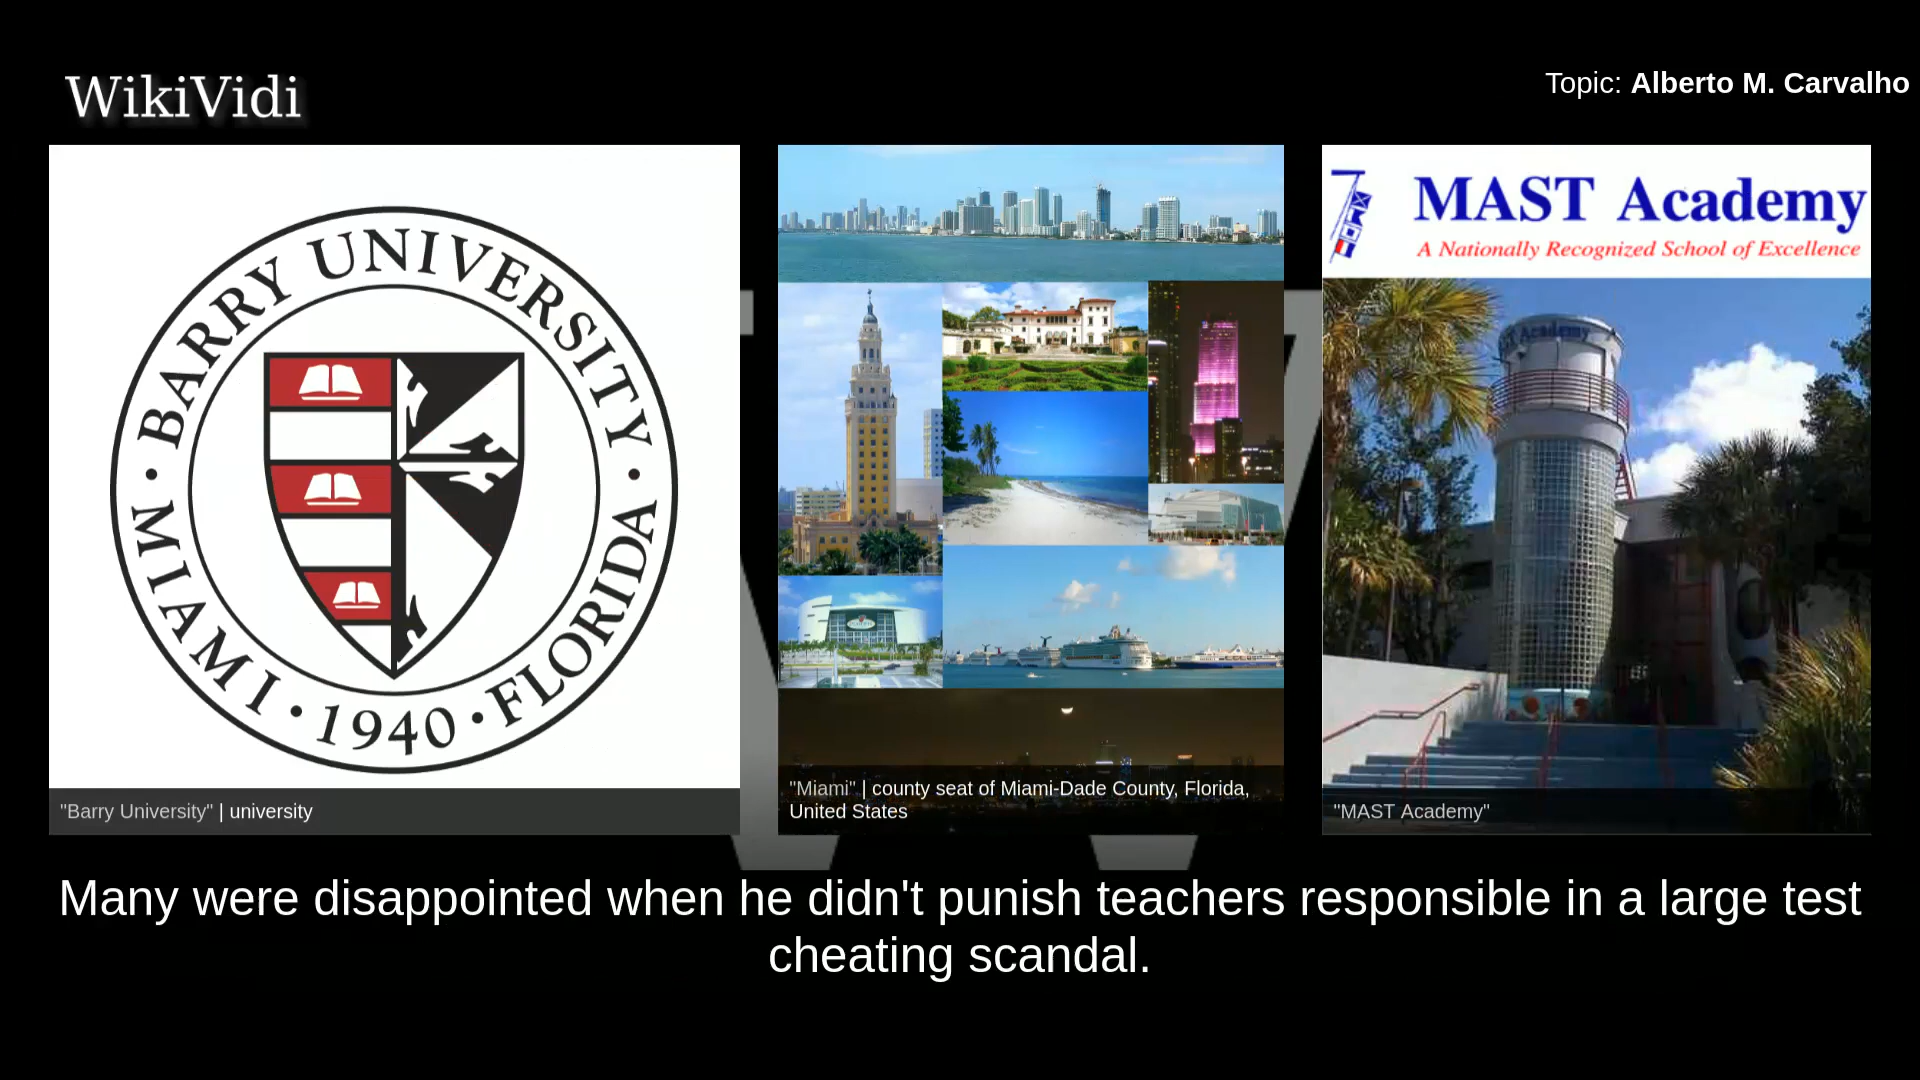 WikiVidi
Topic: Alberto M. Carvalho
BARRY UNIVERSITY
MIAMI · 1940 · FLORIDA
"Barry University" | university
"Miami" | county seat of Miami-Dade County, Florida,
United States
MAST Academy
A Nationally Recognized School of Excellence
Academy
"MAST Academy"
Many were disappointed when he didn't punish teachers responsible in a large test
cheating scandal.